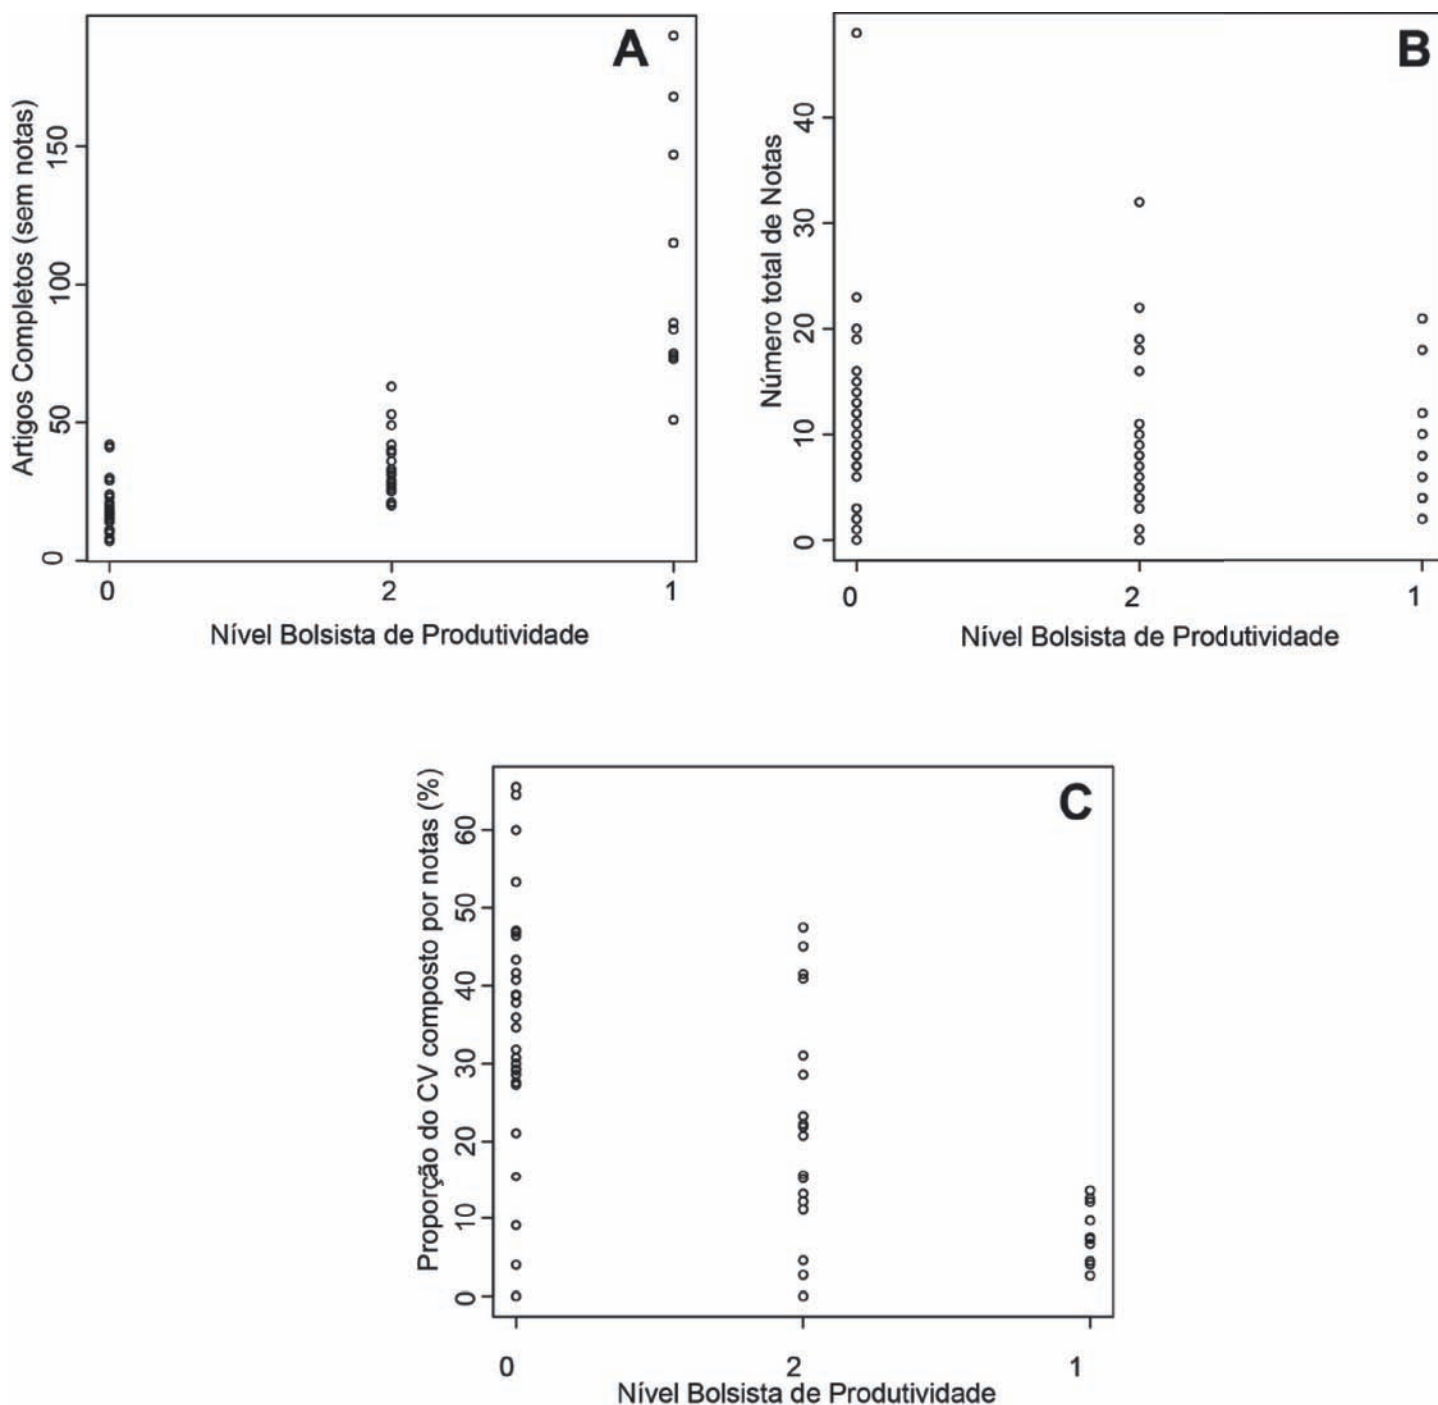 A
Artigos Completos (sem notas)
150
100
50
0
0 2 1
Nível Bolsista de Produtividade
B
Número total de Notas
40
30
20
10
0
0 2 1
Nível Bolsista de Produtividade
C
Proporção do CV composto por notas (%)
60
50
40
30
20
10
0
0 2 1
Nível Bolsista de Produtividade